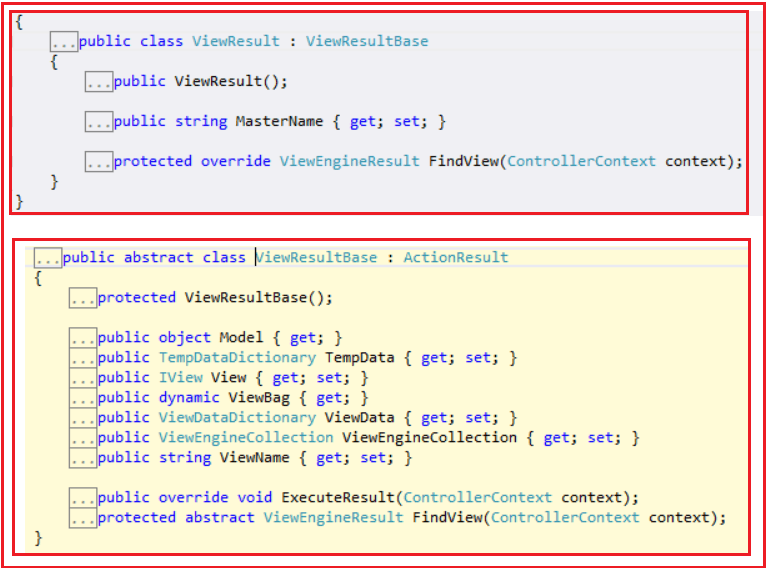 {
...public class ViewResult : ViewResultBase
{
...public ViewResult();
...public string MasterName { get; set; }
...protected override ViewEngineResult FindView(ControllerContext context);
}
}
...public abstract class ViewResultBase : ActionResult
{
...protected ViewResultBase();
...public object Model { get; }
...public TempDataDictionary TempData { get; set; }
...public IView View { get; set; }
...public dynamic ViewBag { get; }
...public ViewDataDictionary ViewData { get; set; }
...public ViewEngineCollection ViewEngineCollection { get; set; }
...public string ViewName { get; set; }
...public override void ExecuteResult(ControllerContext context);
...protected abstract ViewEngineResult FindView(ControllerContext context);
}